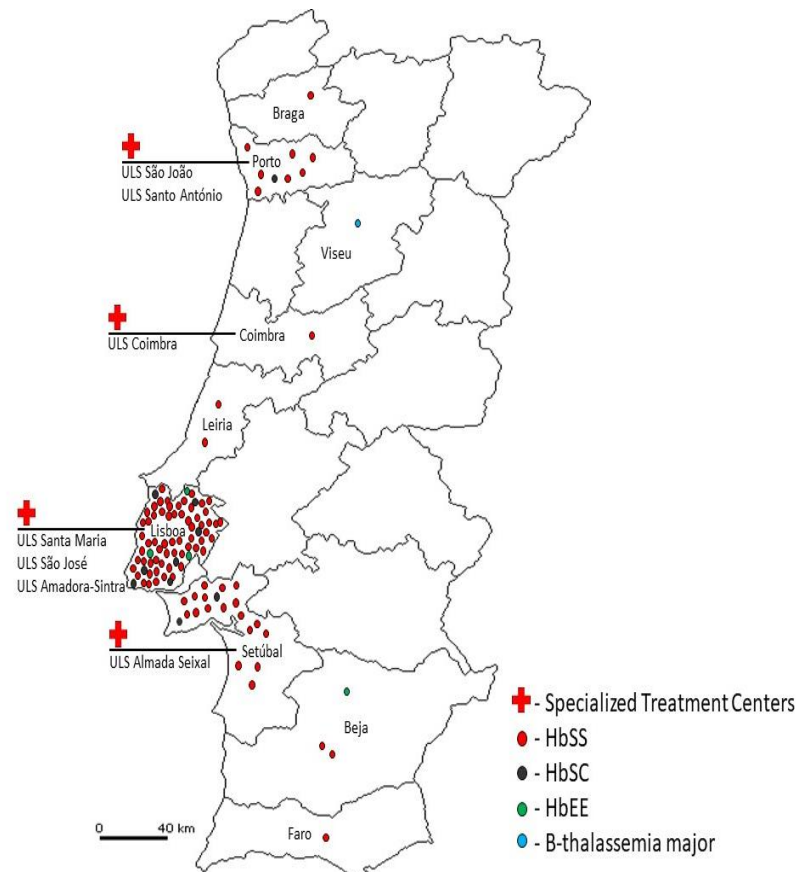 Braga
Porto
ULS São João
ULS Santo António
Viseu
Coimbra
ULS Coimbra
Leiria
Lisboa
ULS Santa Maria
ULS São José
ULS Amadora-Sintra
Setúbal
ULS Almada Seixal
Beja
Faro
0 40 km
- Specialized Treatment Centers
- HbSS
- HbSC
- HbEE
- B-thalassemia major